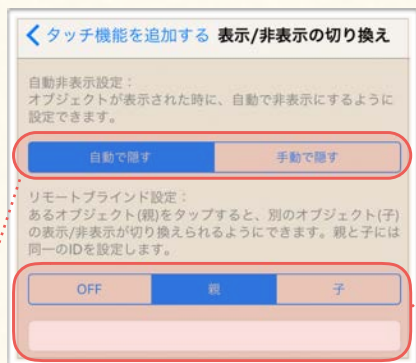 タッチ機能を追加する 表示/非表示の切り換え
自動非表示設定：
オブジェクトが表示された時に、自動で非表示にするように
設定できます。
自動で隠す 手動で隠す
リモートブラインド設定：
あるオブジェクト(親)をタップすると、別のオブジェクト(子)
の表示/非表示が切り換えられるようにできます。親と子には
同一のIDを設定します。
OFF 親 子